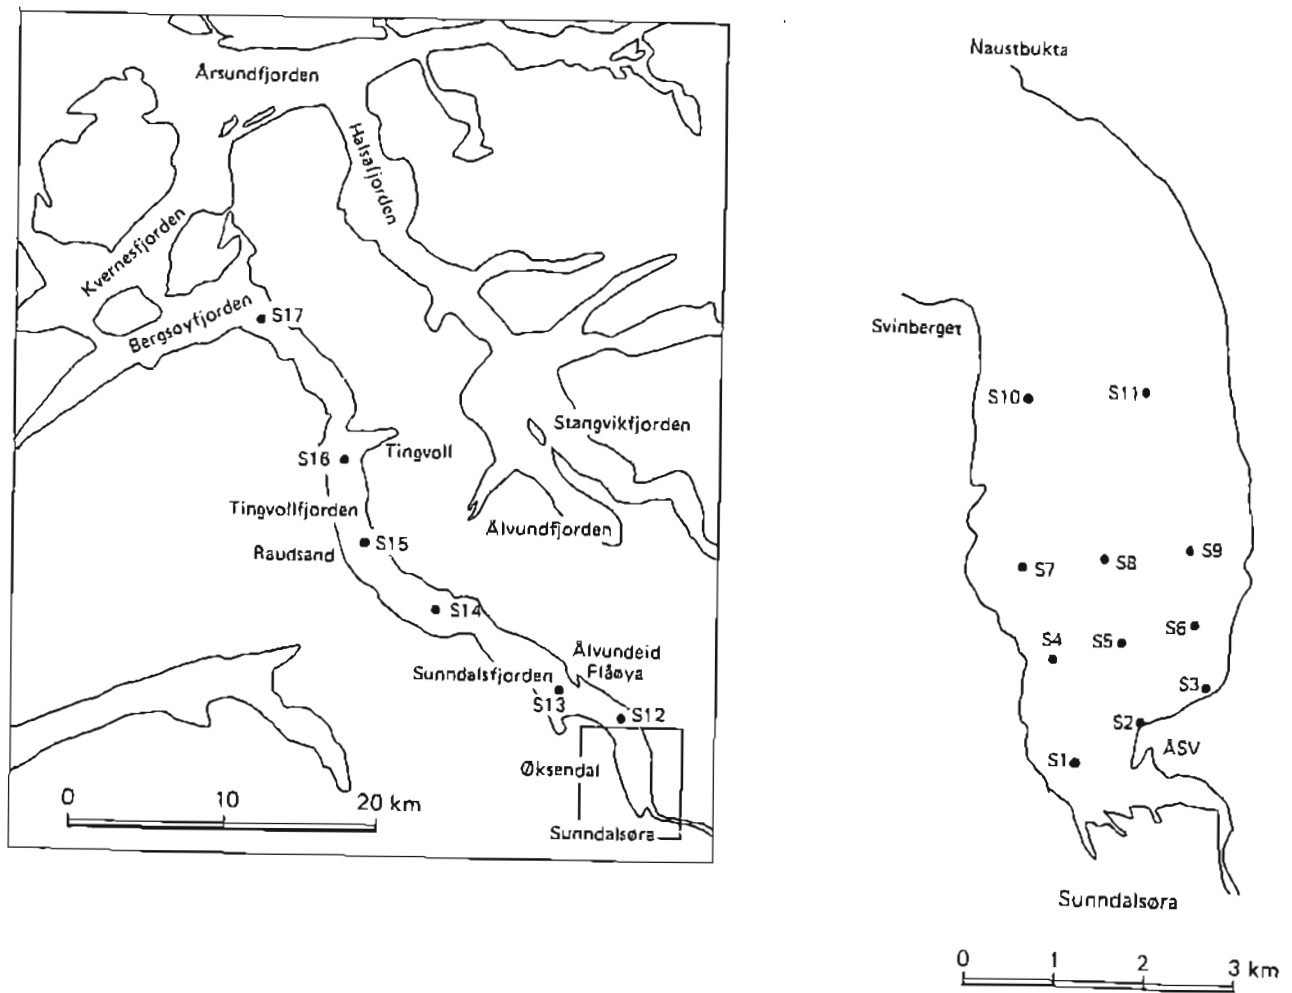 Årsundfjorden
Halsafjorden
Kvernesfjorden
Bergsøyfjorden
S17
Stangvikfjorden
Tingvoll
S16
Tingvollfjorden
Ålvundfjorden
Raudsand
S15
S14
Ålvundeid
Flåøya
Sunndalsfjorden
S13
S12
Øksendal
Sunndalsøra
0 10 20 km
Naustbukta
Svinberget
S10
S11
S9
S8
S7
S6
S5
S4
S3
S2
ÅSV
S1
Sunndalsøra
0 1 2 3 km